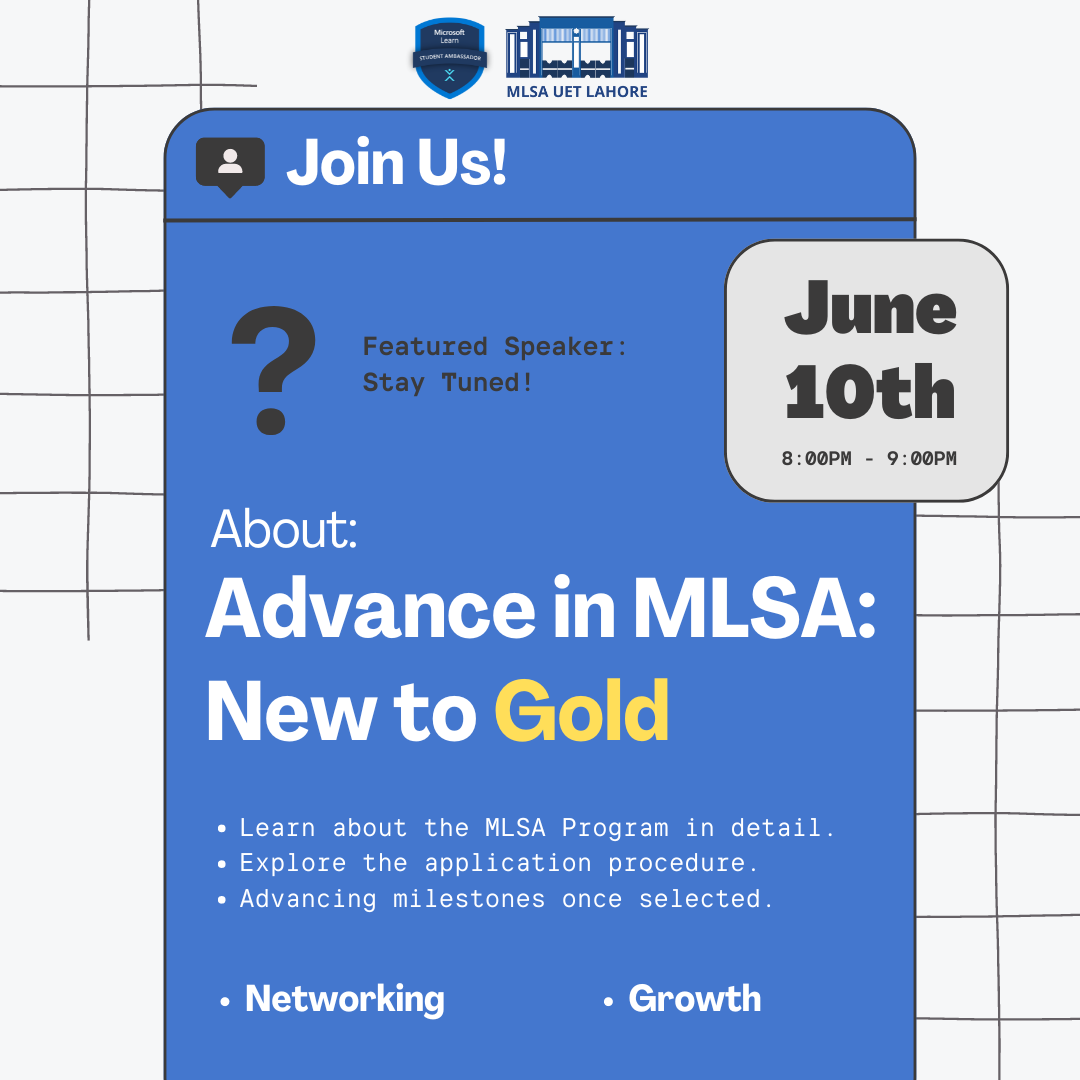 Microsoft
Learn
STUDENT AMBASSADOR
MLSA UET LAHORE
Join Us!
June
10th
8:00PM - 9:00PM
?
Featured Speaker:
Stay Tuned!
About:
Advance in MLSA:
New to Gold
• Learn about the MLSA Program in detail.
• Explore the application procedure.
• Advancing milestones once selected.
• Networking
• Growth